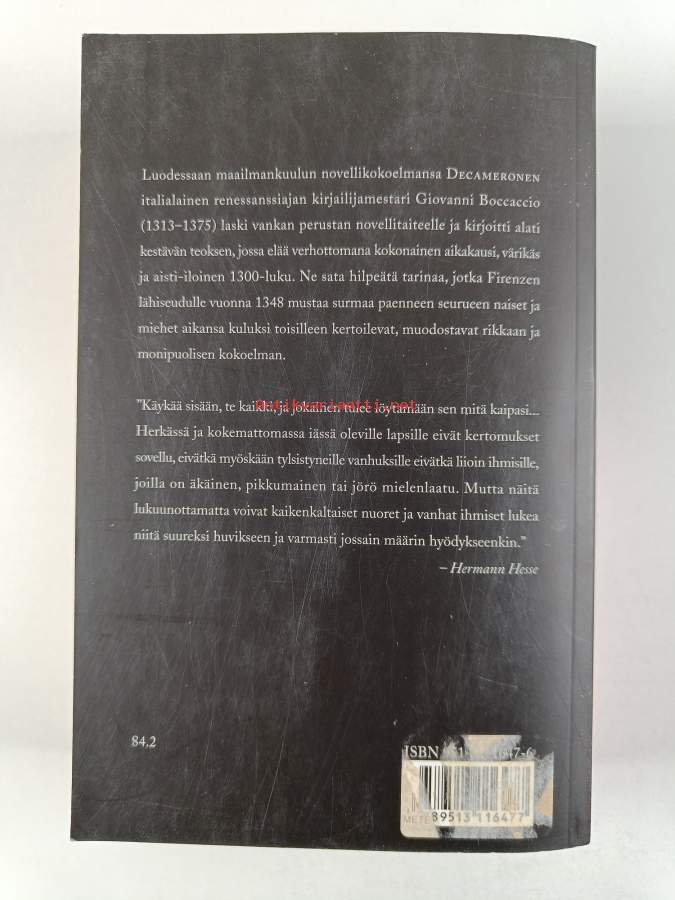 Luodessaan maailmankuulun novellikokoelmansa DECAMERONEN
italialainen renessanssiajan kirjailijamestari Giovanni Boccaccio
(1313–1375) laski vankan perustan novellitaiteelle ja kirjoitti alati
kestävän teoksen, jossa elää verhottomana kokonainen aikakausi, värikäs
ja aisti-iloinen 1300-luku. Ne sata hilpeätä tarinaa, jotka Firenzen
lähiseudulle vuonna 1348 mustaa surmaa paenneen seurueen naiset ja
miehet aikansa kuluksi toisilleen kertoilevat, muodostavat rikkaan ja
monipuolisen kokoelman.
antikvariaatti.net
"Käykää sisään, te kaikki, ja jokainen tulee löytämään sen mitä kaipasi...
Herkässä ja kokemattomassa iässä oleville lapsille eivät kertomukset
sovellu, eivätkä myöskään tylsistyneille vanhuksille eivätkä liioin ihmisille,
joilla on äkäinen, pikkumainen tai jörö mielenlaatu. Mutta näitä
lukuunottamatta voivat kaikenkaltaiset nuoret ja vanhat ihmiset lukea
niitä suureksi huvikseen ja varmasti jossain määrin hyödykseenkin."
– Hermann Hesse
84.2
ISBN
89513 116477